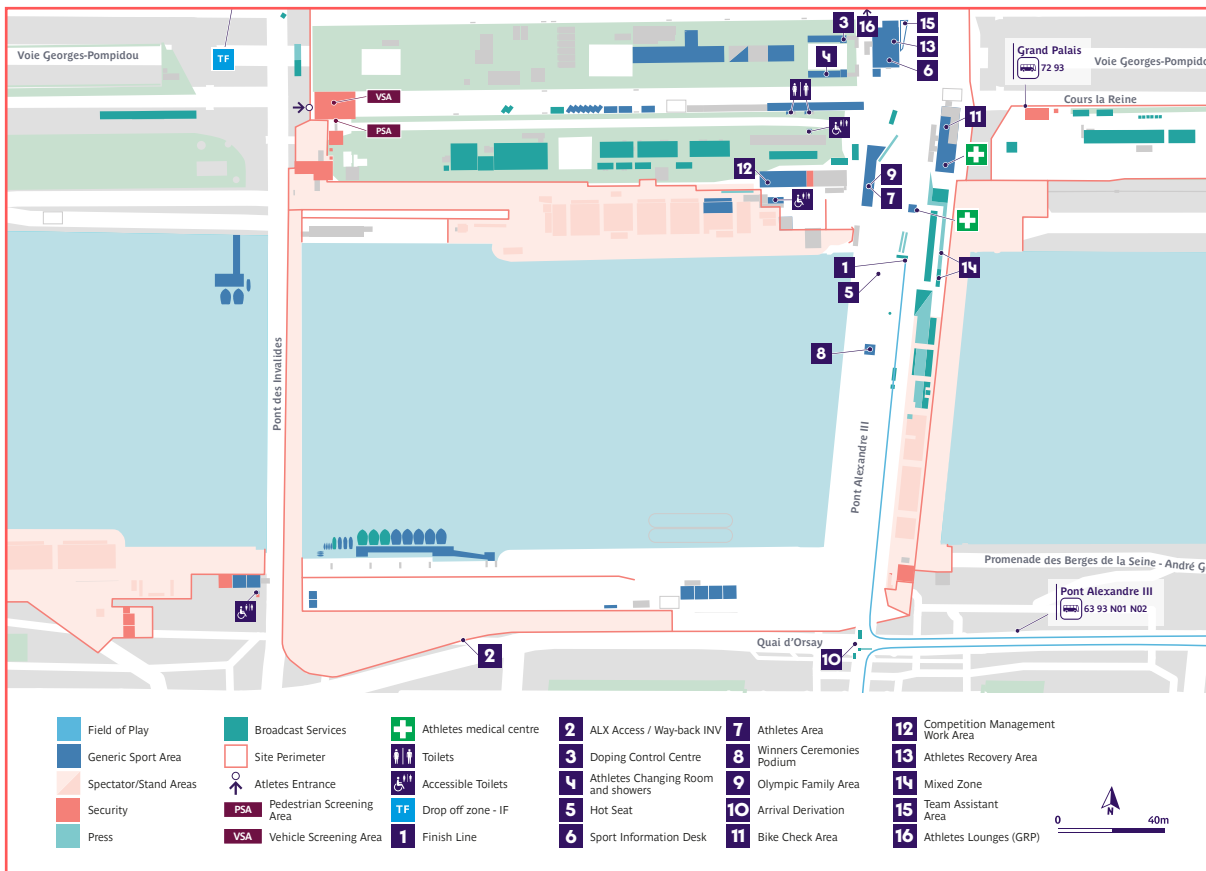 3
16
15
13
6
4
TF
Voie Georges-Pompidou
Grand Palais
72 93
Voie Georges-Pompido
Cours la Reine
VSA
PSA
11
12
9
7
1
5
14
8
Pont des Invalides
Pont Alexandre III
Promenade des Berges de la Seine - André G
Pont Alexandre III
63 93 N01 N02
Quai d'Orsay
2
10
Field of Play
Generic Sport Area
Spectator/Stand Areas
Security
Press
Broadcast Services
Site Perimeter
Atletes Entrance
PSA Pedestrian Screening
Area
VSA Vehicle Screening Area
Athletes medical centre
Toilets
Accessible Toilets
TF Drop off zone - IF
1 Finish Line
2 ALX Access / Way-back INV
3 Doping Control Centre
4 Athletes Changing Room
and showers
5 Hot Seat
6 Sport Information Desk
7 Athletes Area
8 Winners Ceremonies
Podium
9 Olympic Family Area
10 Arrival Derivation
11 Bike Check Area
12 Competition Management
Work Area
13 Athletes Recovery Area
14 Mixed Zone
15 Team Assistant
Area
16 Athletes Lounges (GRP)
N
0 40m